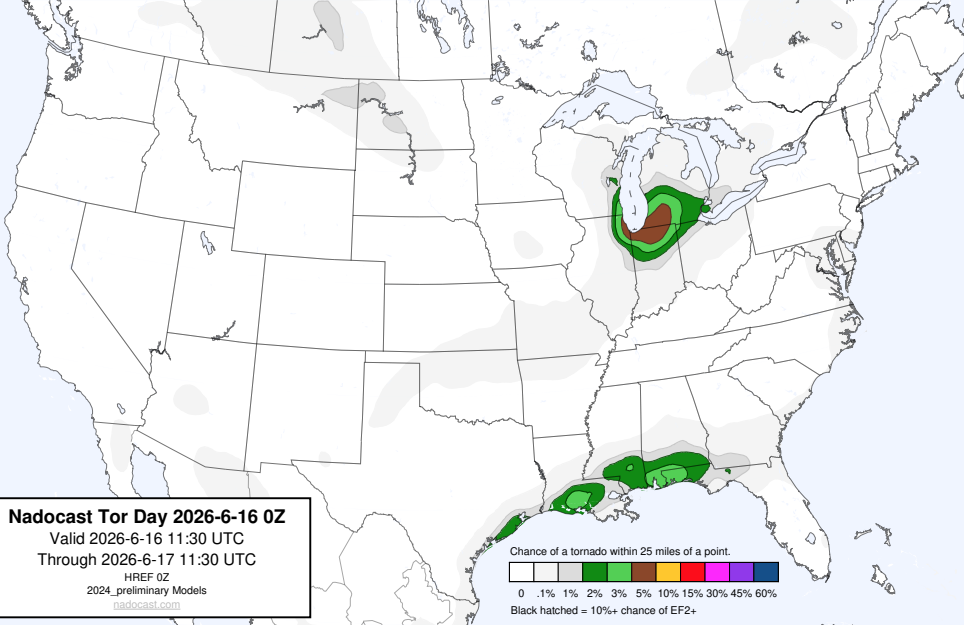 Nadocast Tor Day 2026-6-16 0Z
Valid 2026-6-16 11:30 UTC
Through 2026-6-17 11:30 UTC
HREF 0Z
2024_preliminary Models
nadocast.com
Chance of a tornado within 25 miles of a point.
0 .1% 1% 2% 3% 5% 10% 15% 30% 45% 60%
Black hatched = 10%+ chance of EF2+